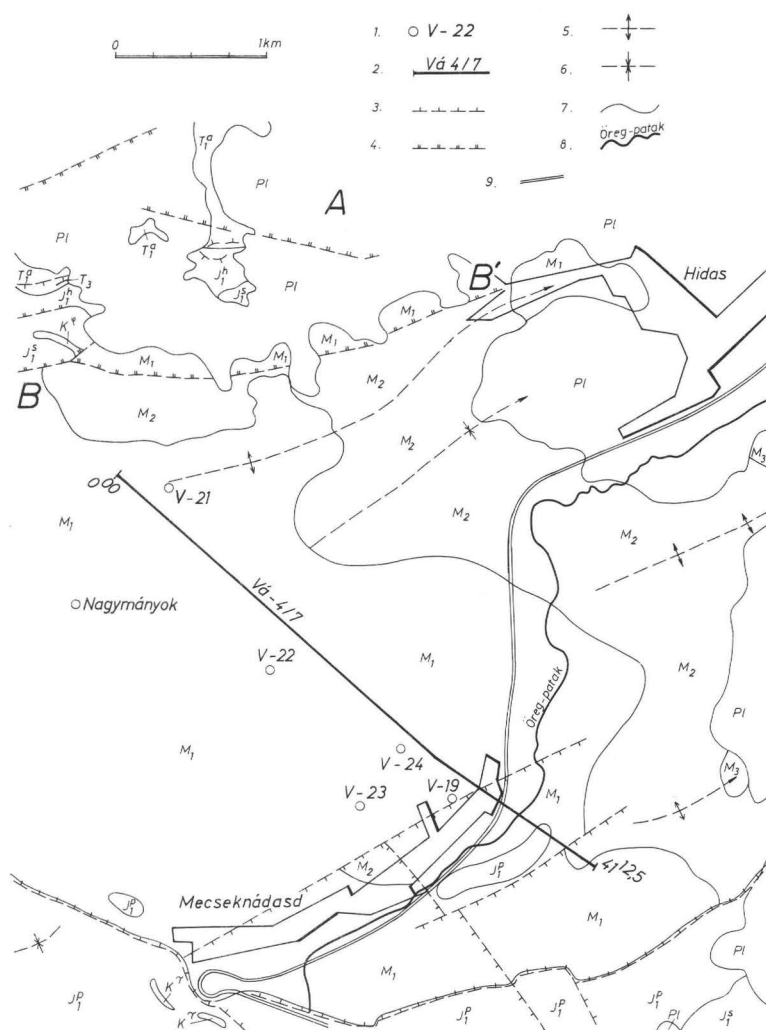 0 1km
1. V-22
2. Vá 4/7
3.
4.
5.
6.
7.
8. Öreg-patak
9.
T₁ᵃ
Pl
A
Pl
Pl
T₁ᵃ
Pl
J₁ʰ
J₁ˢ
T₁ᵃ
T₃
J₁ʰ
K^φ
J₁ˢ
B
B'
M₁
Hidas
M₁
M₁
M₁
M₂
M₂
Pl
M₂
M₂
M₃
M₂
000
V-21
M₁
Vá-4/7
Nagymányok
V-22
M₁
Öreg-patak
M₂
Pl
M₁
V-24
M₃
V-23
V-19
M₁
M₂
J₁ᵖ
4112,5
Mecseknádasd
J₁ᵖ
M₁
M₁
Pl
J₁ᵖ
K^γ
K^γ
J₁ᵖ
J₁ᵖ
J₁ᵖ
Pl
J₁ˢ